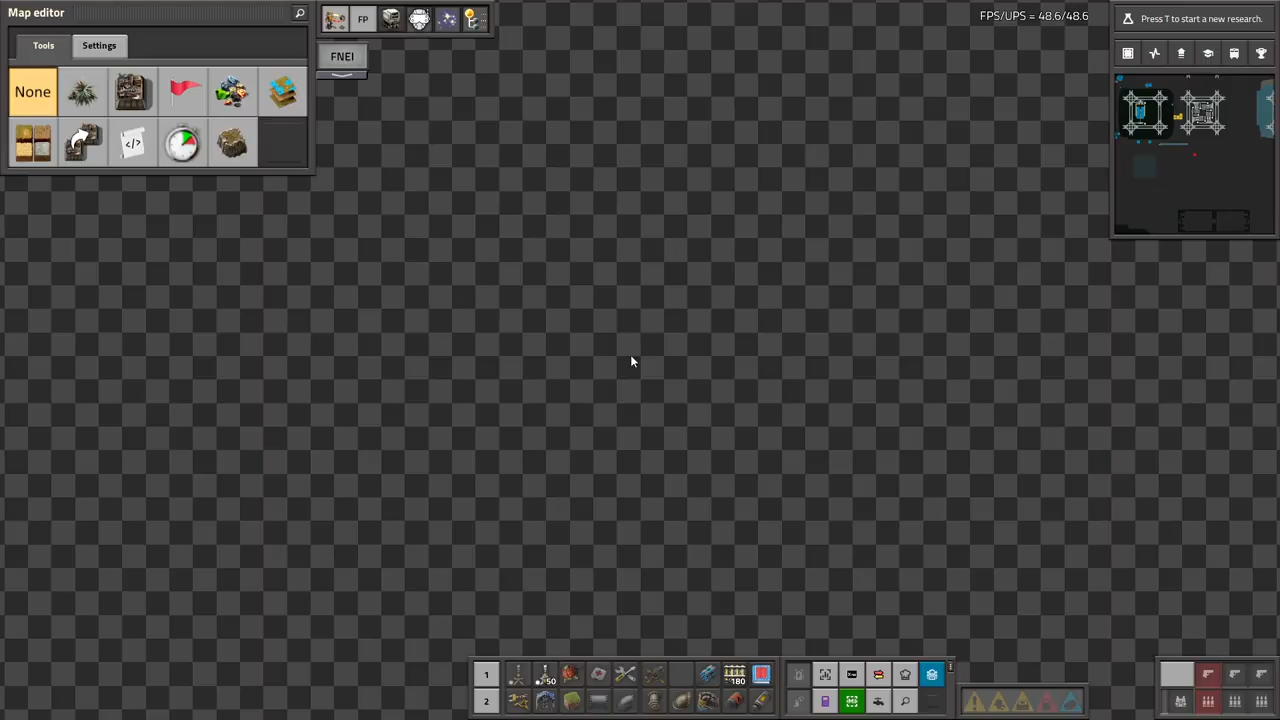 Map editor
FP
FPS/UPS = 48.6/48.6
Press T to start a new research.
Tools
Settings
FNEI
None
</>
1
50
180
2